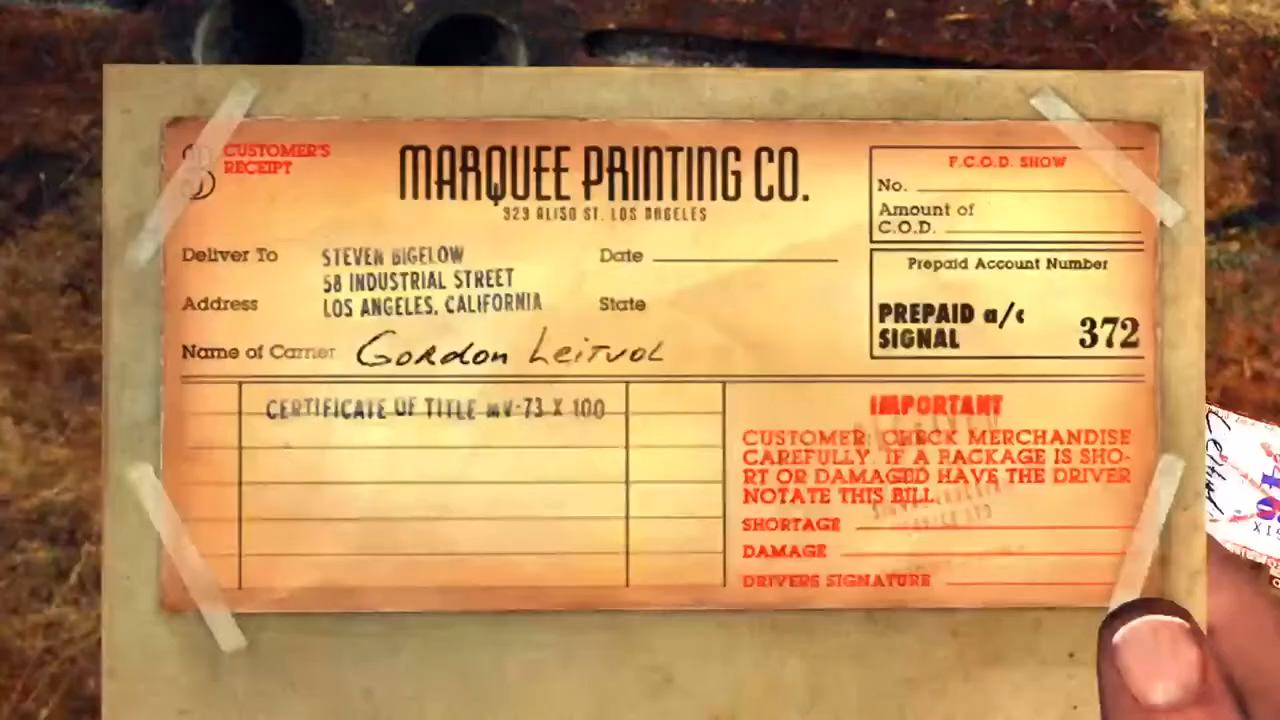 CUSTOMER'S
RECEIPT
MARQUEE PRINTING CO.
323 ALISO ST. LOS ANGELES
F.C.O.D. SHOW
No.
Amount of
C.O.D.
Deliver To STEVEN BIGELOW
58 INDUSTRIAL STREET
Address LOS ANGELES, CALIFORNIA
Date
State
Prepaid Account Number
PREPAID a/c
SIGNAL 372
Name of Carrier Gordon Leitvol
CERTIFICATE OF TITLE MV-73 X 100
IMPORTANT
CUSTOMER: CHECK MERCHANDISE
CAREFULLY. IF A PACKAGE IS SHO-
RT OR DAMAGED HAVE THE DRIVER
NOTATE THIS BILL.
SHORTAGE
DAMAGE
DRIVERS SIGNATURE